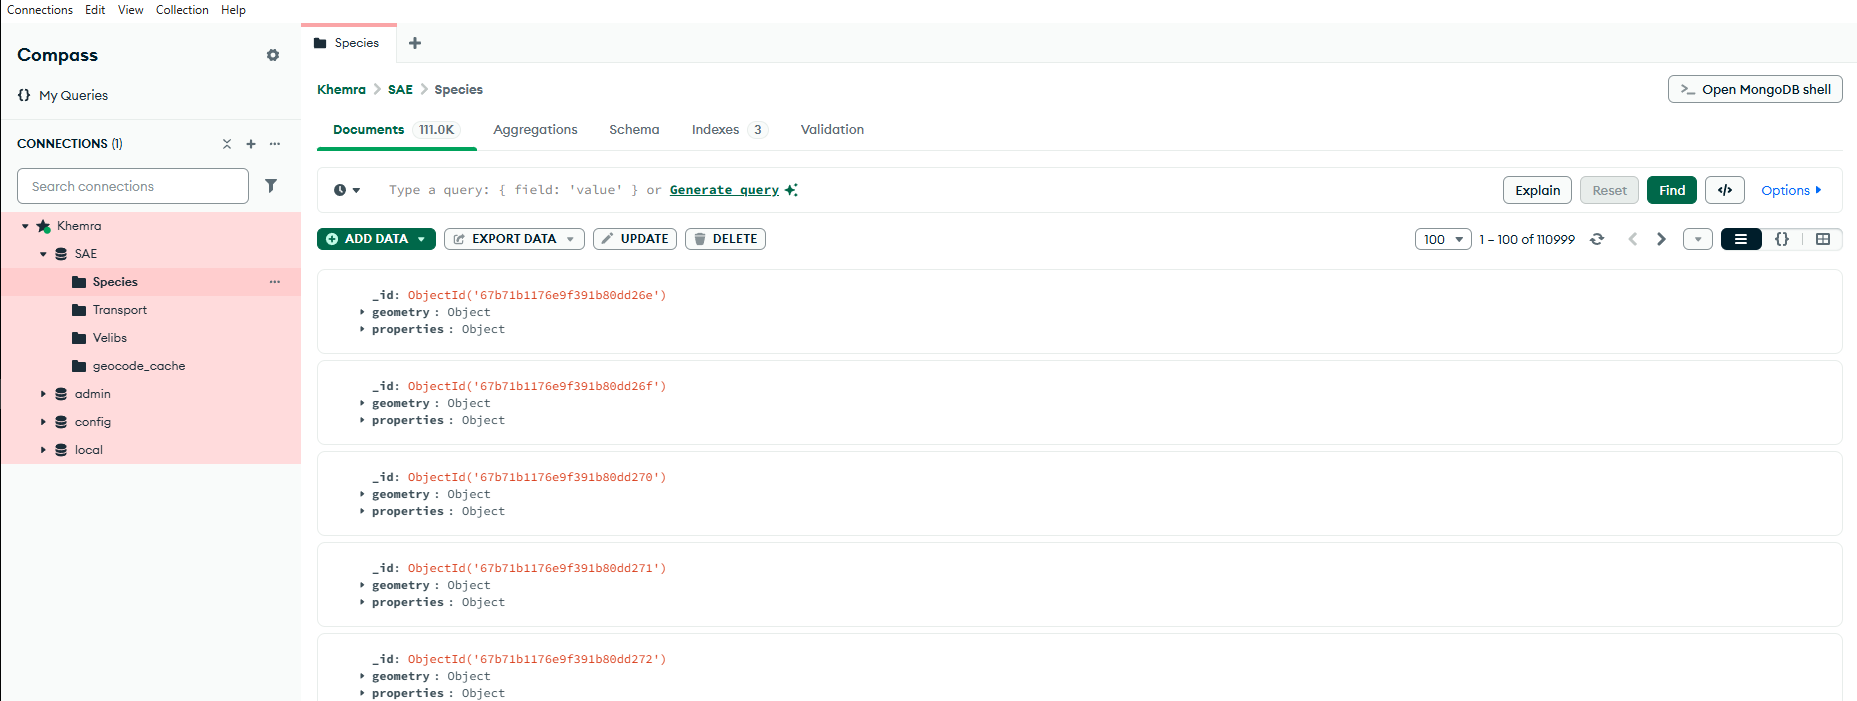 Connections Edit View Collection Help
Compass
{} My Queries
CONNECTIONS (1)
Search connections
Khemra
SAE
Species
Transport
Velibs
geocode_cache
admin
config
local
Species
Khemra > SAE > Species
>_ Open MongoDB shell
Documents 111.0K Aggregations Schema Indexes 3 Validation
Type a query: { field: 'value' } or Generate query
Explain Reset Find </> Options
ADD DATA EXPORT DATA UPDATE DELETE
100 1 – 100 of 110999 {}
_id: ObjectId('67b71b1176e9f391b80dd26e')
geometry : Object
properties : Object
_id: ObjectId('67b71b1176e9f391b80dd26f')
geometry : Object
properties : Object
_id: ObjectId('67b71b1176e9f391b80dd270')
geometry : Object
properties : Object
_id: ObjectId('67b71b1176e9f391b80dd271')
geometry : Object
properties : Object
_id: ObjectId('67b71b1176e9f391b80dd272')
geometry : Object
properties : Object